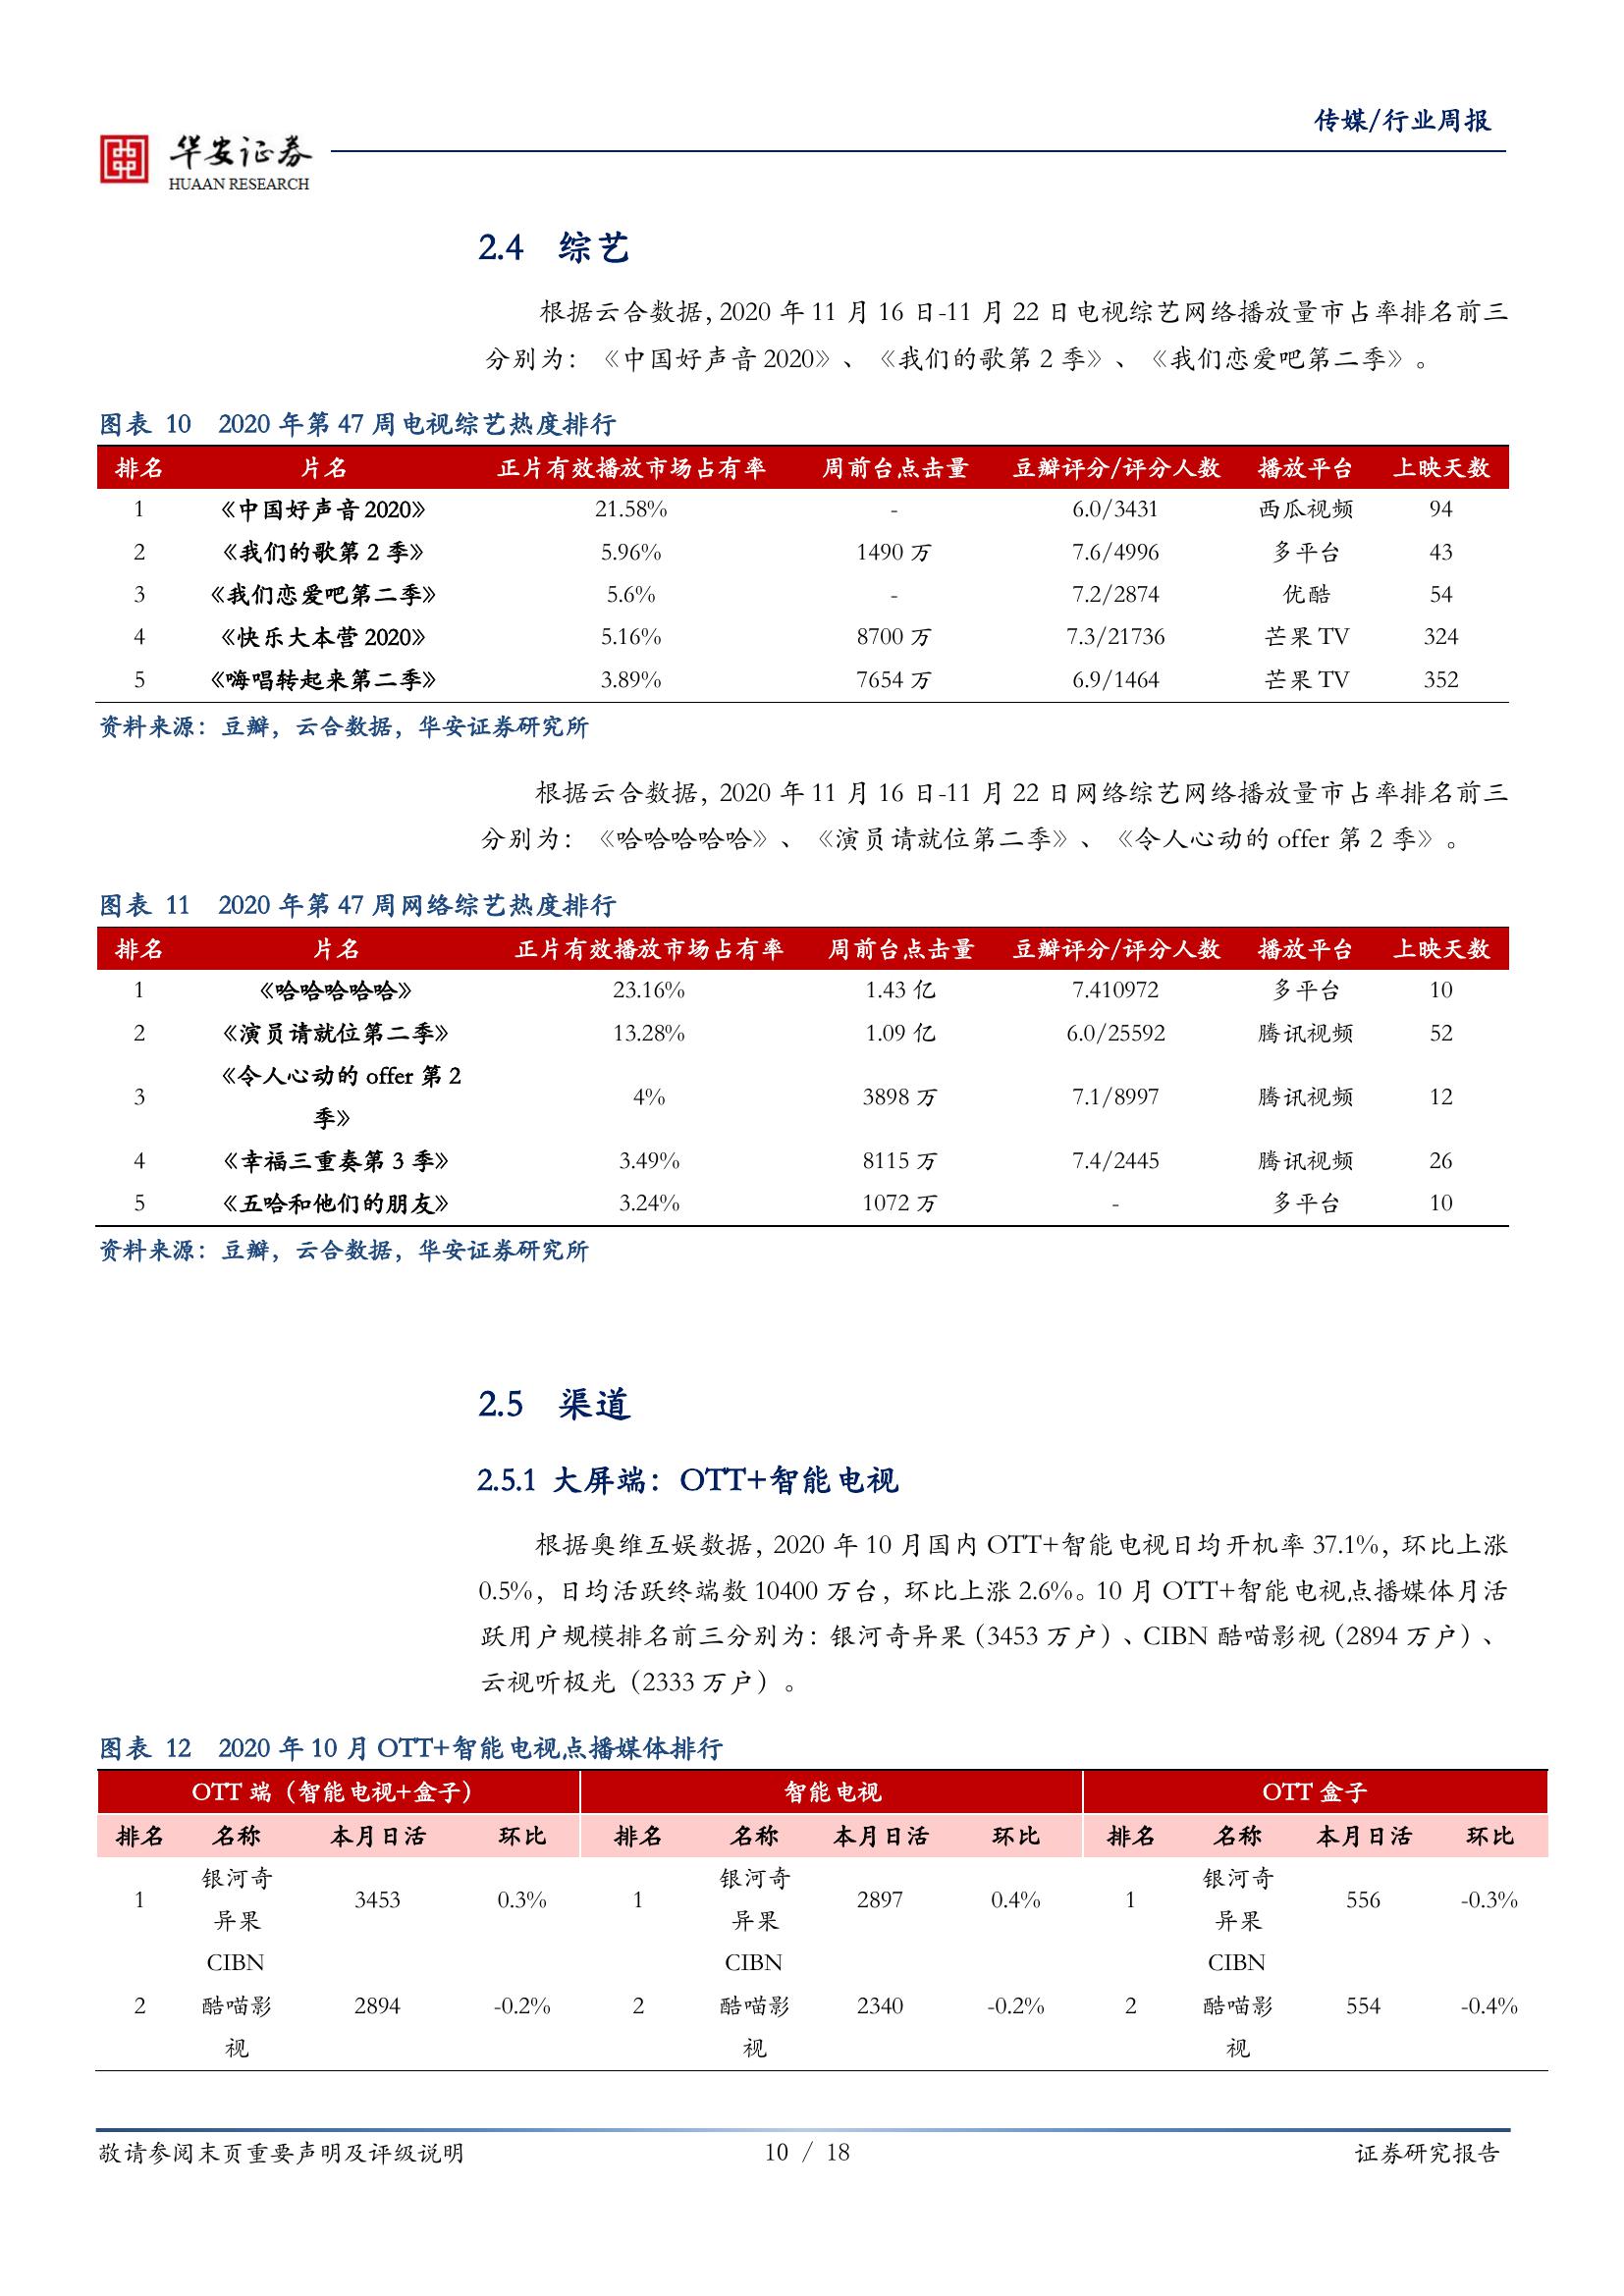 传媒/行业周报
华安证券
HUAAN RESEARCH
2.4 综艺
根据云合数据，2020 年 11 月 16 日-11 月 22 日电视综艺网络播放量市占率排名前三
分别为：《中国好声音 2020》、《我们的歌第 2 季》、《我们恋爱吧第二季》。
图表 10 2020 年第 47 周电视综艺热度排行
排名 片名 正片有效播放市场占有率 周前台点击量 豆瓣评分/评分人数 播放平台 上映天数
1 《中国好声音 2020》 21.58% - 6.0/3431 西瓜视频 94
2 《我们的歌第 2 季》 5.96% 1490 万 7.6/4996 多平台 43
3 《我们恋爱吧第二季》 5.6% - 7.2/2874 优酷 54
4 《快乐大本营 2020》 5.16% 8700 万 7.3/21736 芒果 TV 324
5 《嗨唱转起来第二季》 3.89% 7654 万 6.9/1464 芒果 TV 352
资料来源：豆瓣，云合数据，华安证券研究所
根据云合数据，2020 年 11 月 16 日-11 月 22 日网络综艺网络播放量市占率排名前三
分别为：《哈哈哈哈哈》、《演员请就位第二季》、《令人心动的 offer 第 2 季》。
图表 11 2020 年第 47 周网络综艺热度排行
排名 片名 正片有效播放市场占有率 周前台点击量 豆瓣评分/评分人数 播放平台 上映天数
1 《哈哈哈哈哈》 23.16% 1.43 亿 7.410972 多平台 10
2 《演员请就位第二季》 13.28% 1.09 亿 6.0/25592 腾讯视频 52
《令人心动的 offer 第 2
3 4% 3898 万 7.1/8997 腾讯视频 12
季》
4 《幸福三重奏第 3 季》 3.49% 8115 万 7.4/2445 腾讯视频 26
5 《五哈和他们的朋友》 3.24% 1072 万 - 多平台 10
资料来源：豆瓣，云合数据，华安证券研究所
2.5 渠道
2.5.1 大屏端：OTT+智能电视
根据奥维互娱数据，2020 年 10 月国内 OTT+智能电视日均开机率 37.1%，环比上涨
0.5%，日均活跃终端数 10400 万台，环比上涨 2.6%。10 月 OTT+智能电视点播媒体月活
跃用户规模排名前三分别为：银河奇异果（3453 万户）、CIBN 酷喵影视（2894 万户）、
云视听极光（2333 万户）。
图表 12 2020 年 10 月 OTT+智能电视点播媒体排行
OTT 端（智能电视+盒子） 智能电视 OTT 盒子
排名 名称 本月日活 环比 排名 名称 本月日活 环比 排名 名称 本月日活 环比
银河奇 银河奇 银河奇
1 3453 0.3% 1 2897 0.4% 1 556 -0.3%
异果 异果 异果
CIBN CIBN CIBN
2 酷喵影 2894 -0.2% 2 酷喵影 2340 -0.2% 2 酷喵影 554 -0.4%
视 视 视
敬请参阅末页重要声明及评级说明 10 / 18 证券研究报告